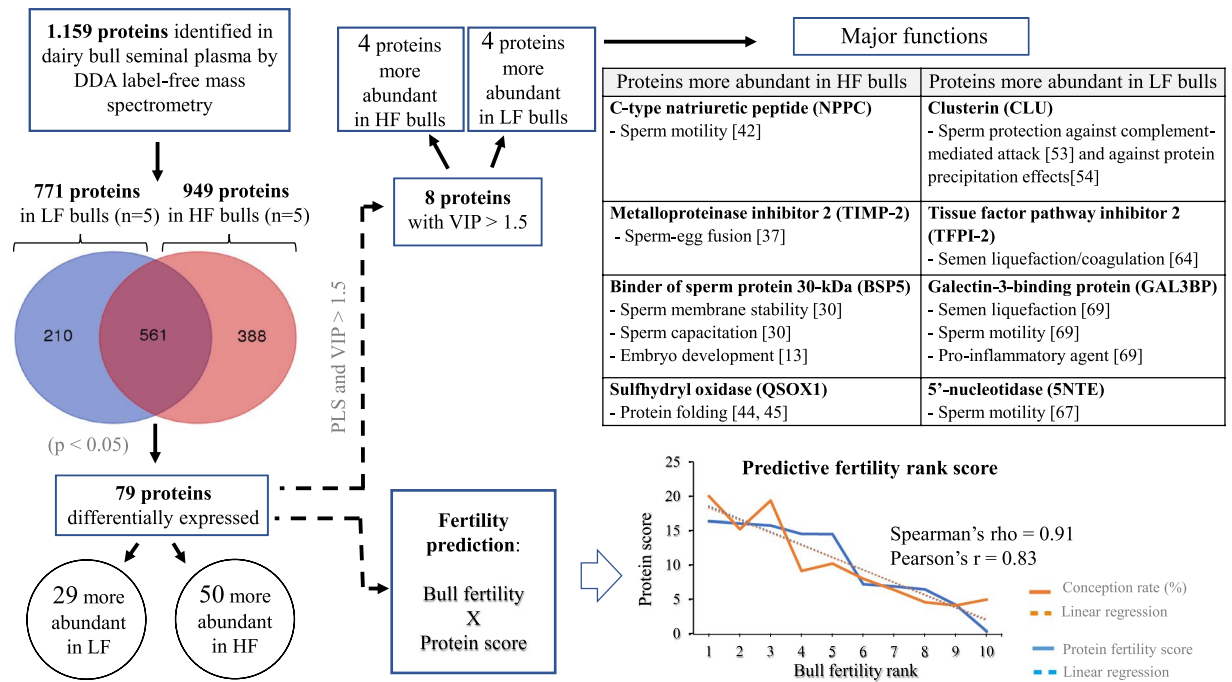 1.159 proteins identified in
dairy bull seminal plasma by
DDA label-free mass
spectrometry
771 proteins
in LF bulls (n=5)
949 proteins
in HF bulls (n=5)
210
561
388
(p < 0.05)
79 proteins
differentially expressed
29 more
abundant
in LF
50 more
abundant
in HF
PLS and VIP > 1.5
4 proteins
more
abundant
in HF bulls
4 proteins
more
abundant
in LF bulls
8 proteins
with VIP > 1.5
Fertility
prediction:
Bull fertility
X
Protein score
Major functions
Proteins more abundant in HF bulls
Proteins more abundant in LF bulls
C-type natriuretic peptide (NPPC)
- Sperm motility [42]
Clusterin (CLU)
- Sperm protection against complement-
mediated attack [53] and against protein
precipitation effects[54]
Metalloproteinase inhibitor 2 (TIMP-2)
- Sperm-egg fusion [37]
Tissue factor pathway inhibitor 2
(TFPI-2)
- Semen liquefaction/coagulation [64]
Binder of sperm protein 30-kDa (BSP5)
- Sperm membrane stability [30]
- Sperm capacitation [30]
- Embryo development [13]
Galectin-3-binding protein (GAL3BP)
- Semen liquefaction [69]
- Sperm motility [69]
- Pro-inflammatory agent [69]
Sulfhydryl oxidase (QSOX1)
- Protein folding [44, 45]
5’-nucleotidase (5NTE)
- Sperm motility [67]
Predictive fertility rank score
Protein score
25
20
15
10
5
0
1 2 3 4 5 6 7 8 9 10
Bull fertility rank
Spearman’s rho = 0.91
Pearson’s r = 0.83
Conception rate (%)
Linear regression
Protein fertility score
Linear regression